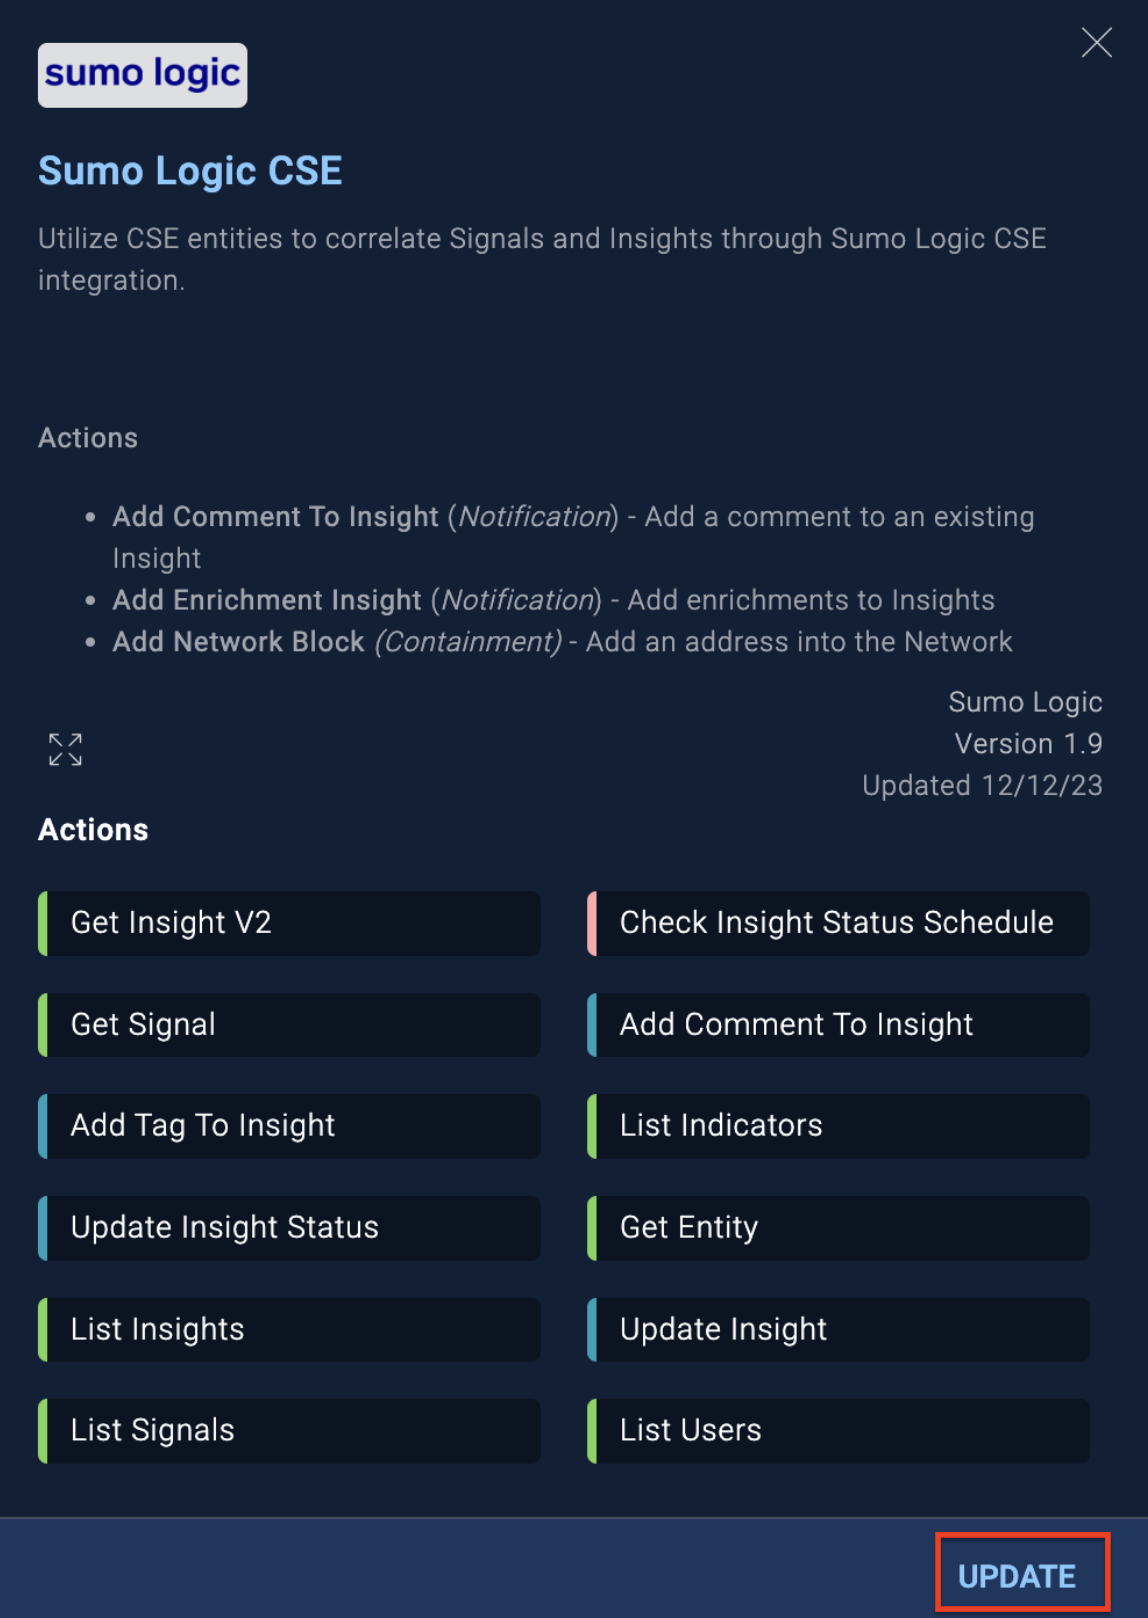 sumo logic
Sumo Logic CSE
Utilize CSE entities to correlate Signals and Insights through Sumo Logic CSE
integration.
Actions
• Add Comment To Insight (Notification) - Add a comment to an existing
Insight
• Add Enrichment Insight (Notification) - Add enrichments to Insights
• Add Network Block (Containment) - Add an address into the Network
Sumo Logic
Version 1.9
Updated 12/12/23
Actions
Get Insight V2
Check Insight Status Schedule
Get Signal
Add Comment To Insight
Add Tag To Insight
List Indicators
Update Insight Status
Get Entity
List Insights
Update Insight
List Signals
List Users
UPDATE